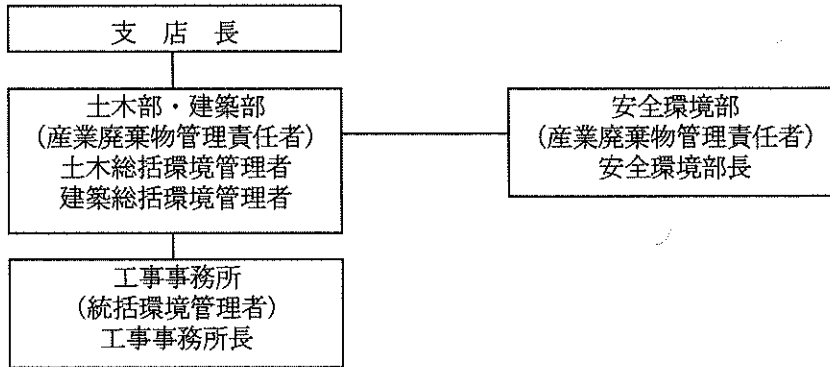 支 店 長
土木部・建築部
(産業廃棄物管理責任者)
土木総括環境管理者
建築総括環境管理者
安全環境部
(産業廃棄物管理責任者)
安全環境部長
工事事務所
(統括環境管理者)
工事事務所長